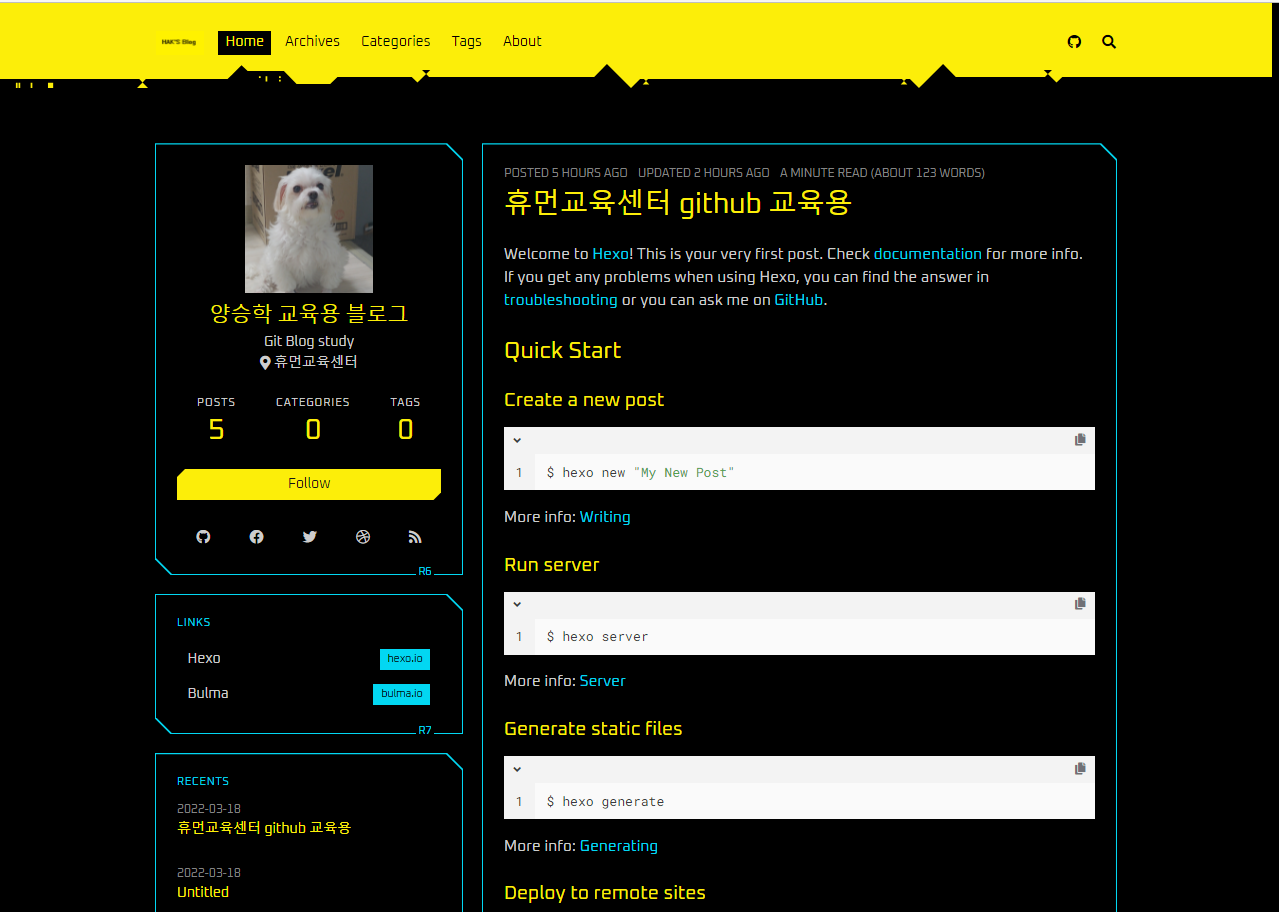 HAK'S Blog
Home Archives Categories Tags About
양승학 교육용 블로그
Git Blog study
휴먼교육센터
POSTS CATEGORIES TAGS
5 0 0
Follow
R6
LINKS
Hexo hexo.io
Bulma bulma.io
R7
RECENTS
2022-03-18
휴먼교육센터 github 교육용
2022-03-18
Untitled
POSTED 5 HOURS AGO UPDATED 2 HOURS AGO A MINUTE READ (ABOUT 123 WORDS)
휴먼교육센터 github 교육용
Welcome to Hexo! This is your very first post. Check documentation for more info.
If you get any problems when using Hexo, you can find the answer in
troubleshooting or you can ask me on GitHub.
Quick Start
Create a new post
1 $ hexo new "My New Post"
More info: Writing
Run server
1 $ hexo server
More info: Server
Generate static files
1 $ hexo generate
More info: Generating
Deploy to remote sites